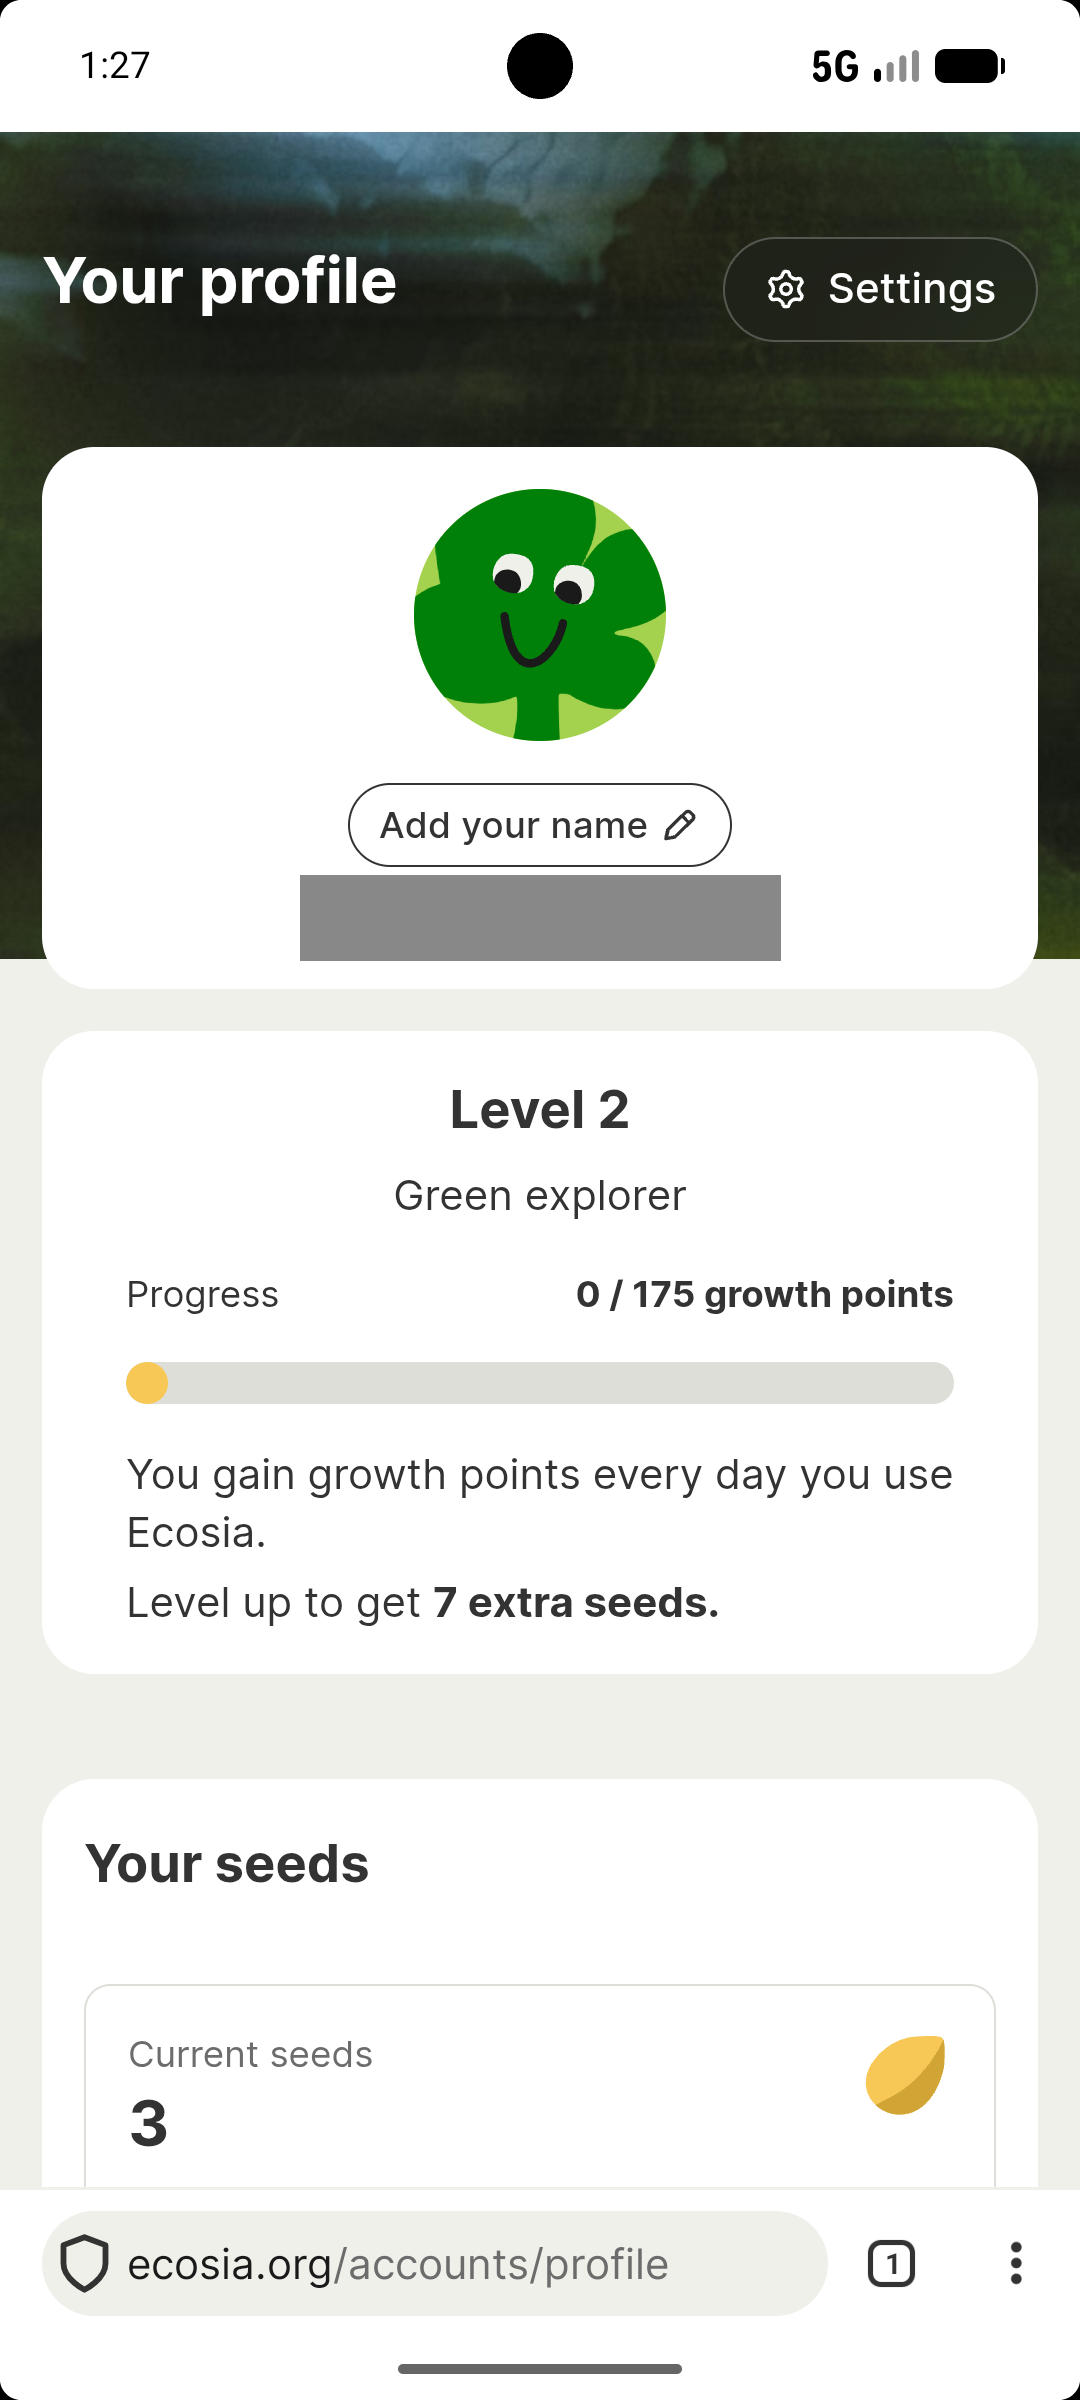 1:27
5G
Your profile
Settings
Add your name
Level 2
Green explorer
Progress
0 / 175 growth points
You gain growth points every day you use
Ecosia.
Level up to get 7 extra seeds.
Your seeds
Current seeds
3
ecosia.org/accounts/profile
1